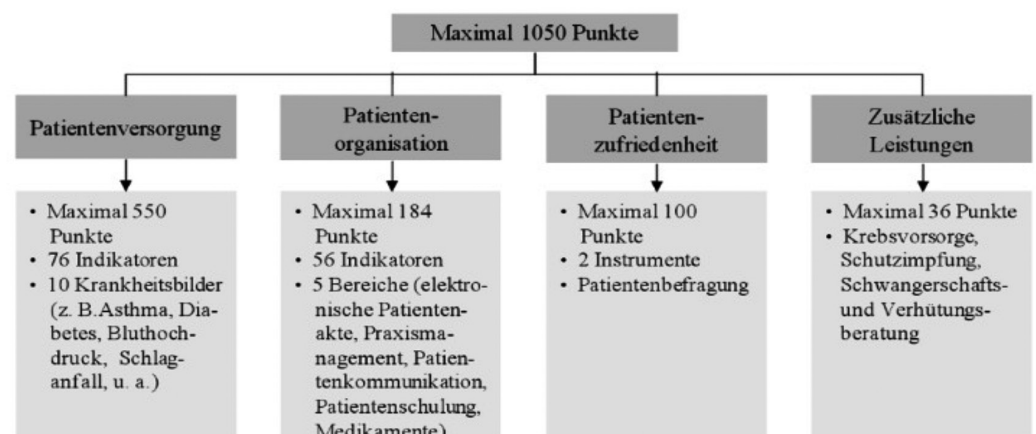 Maximal 1050 Punkte
Patientenversorgung
Patienten-
organisation
Patienten-
zufriedenheit
Zusätzliche
Leistungen
• Maximal 550
Punkte
• 76 Indikatoren
• 10 Krankheitsbilder
(z. B.Asthma, Dia-
betes, Bluthoch-
druck, Schlag-
anfall, u. a.)
• Maximal 184
Punkte
• 56 Indikatoren
• 5 Bereiche (elektro-
nische Patienten-
akte, Praxisma-
nagement, Patien-
tenkommunikation,
Patientenschulung,
Medikamente)
• Maximal 100
Punkte
• 2 Instrumente
• Patientenbefragung
• Maximal 36 Punkte
• Krebsvorsorge,
Schutzimpfung,
Schwangerschafts-
und Verhütungs-
beratung